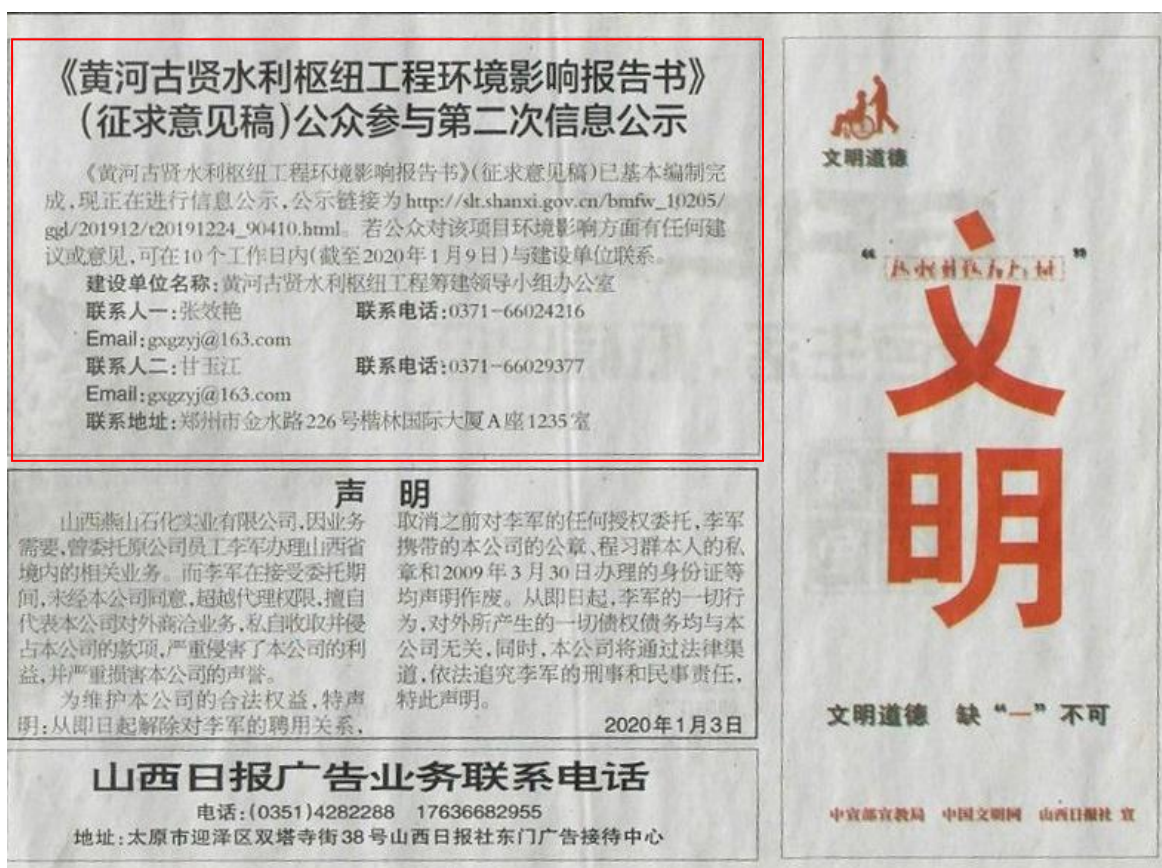 《黄河古贤水利枢纽工程环境影响报告书》
(征求意见稿)公众参与第二次信息公示
《黄河古贤水利枢纽工程环境影响报告书》(征求意见稿)已基本编制完
成,现正在进行信息公示,公示链接为http://slt.shanxi.gov.cn/bmfw_10205/
ggl/201912/t20191224_90410.html。若公众对该项目环境影响方面有任何建
议或意见,可在10个工作日内(截至2020年1月9日)与建设单位联系。
建设单位名称:黄河古贤水利枢纽工程筹建领导小组办公室
联系人一:张效艳 联系电话:0371-66024216
Email:gxgzyj@163.com
联系人二:甘玉江 联系电话:0371-66029377
Email:gxgzyj@163.com
联系地址:郑州市金水路226号楷林国际大厦A座1235室
声 明
山西燕山石化实业有限公司,因业务
需要,曾委托原公司员工李军办理山西省
境内的相关业务。而李军在接受委托期
间,未经本公司同意,超越代理权限,擅自
代表本公司对外商洽业务,私自收取并侵
占本公司的款项,严重侵害了本公司的利
益,并严重损害本公司的声誉。
为维护本公司的合法权益,特声
明:从即日起解除对李军的聘用关系,
取消之前对李军的任何授权委托,李军
携带的本公司的公章、程习群本人的私
章和2009年3月30日办理的身份证等
均声明作废。从即日起,李军的一切行
为,对外所产生的一切债权债务均与本
公司无关,同时,本公司将通过法律渠
道,依法追究李军的刑事和民事责任,
特此声明。
2020年1月3日
山西日报广告业务联系电话
电话:(0351)4282288 17636682955
地址:太原市迎泽区双塔寺街38号山西日报社东门广告接待中心
文明道德
文
明
文明道德 缺“一”不可
中宣部宣教局 中国文明网 山西日报社 宣